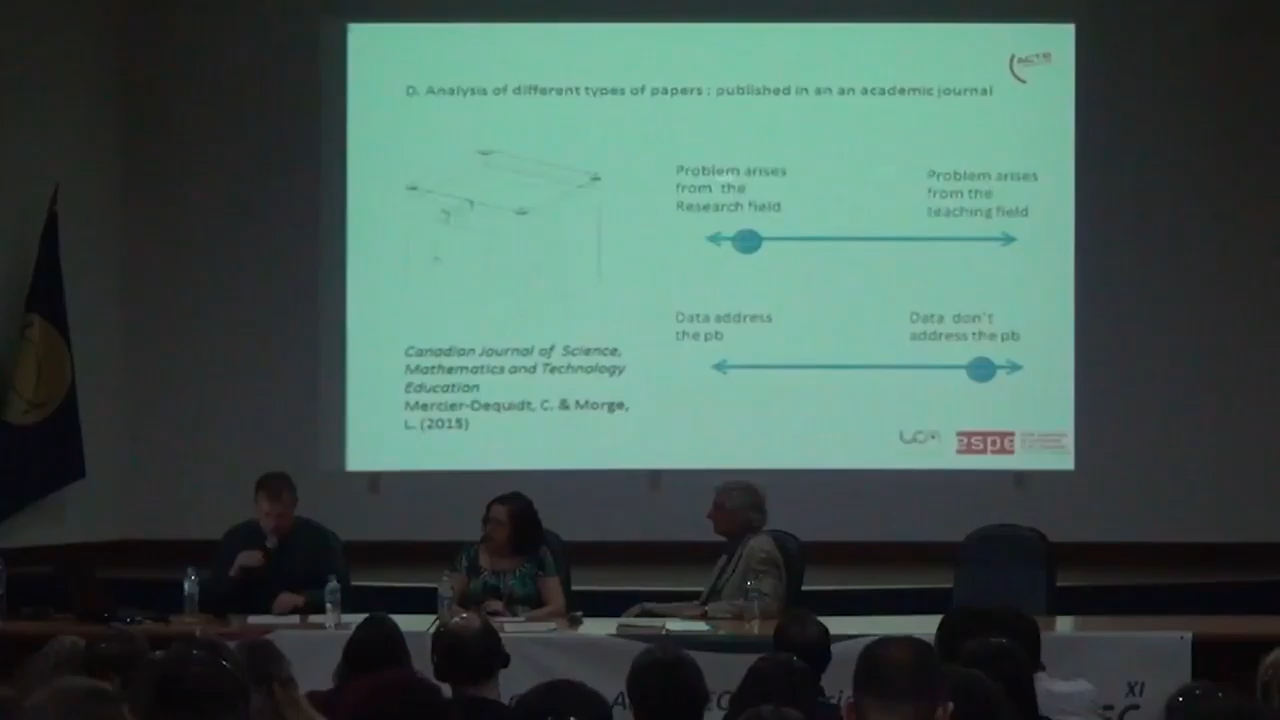 ACTé
D. Analysis of different types of papers : published in an an academic journal
Problem arises
from the
Research field
Problem arises
from the
teaching field
Data address
the pb
Data don't
address the pb
Canadian Journal of Science,
Mathematics and Technology
Education
Mercier-Dequidt, C. & Morge,
L. (2015)
espe
XI